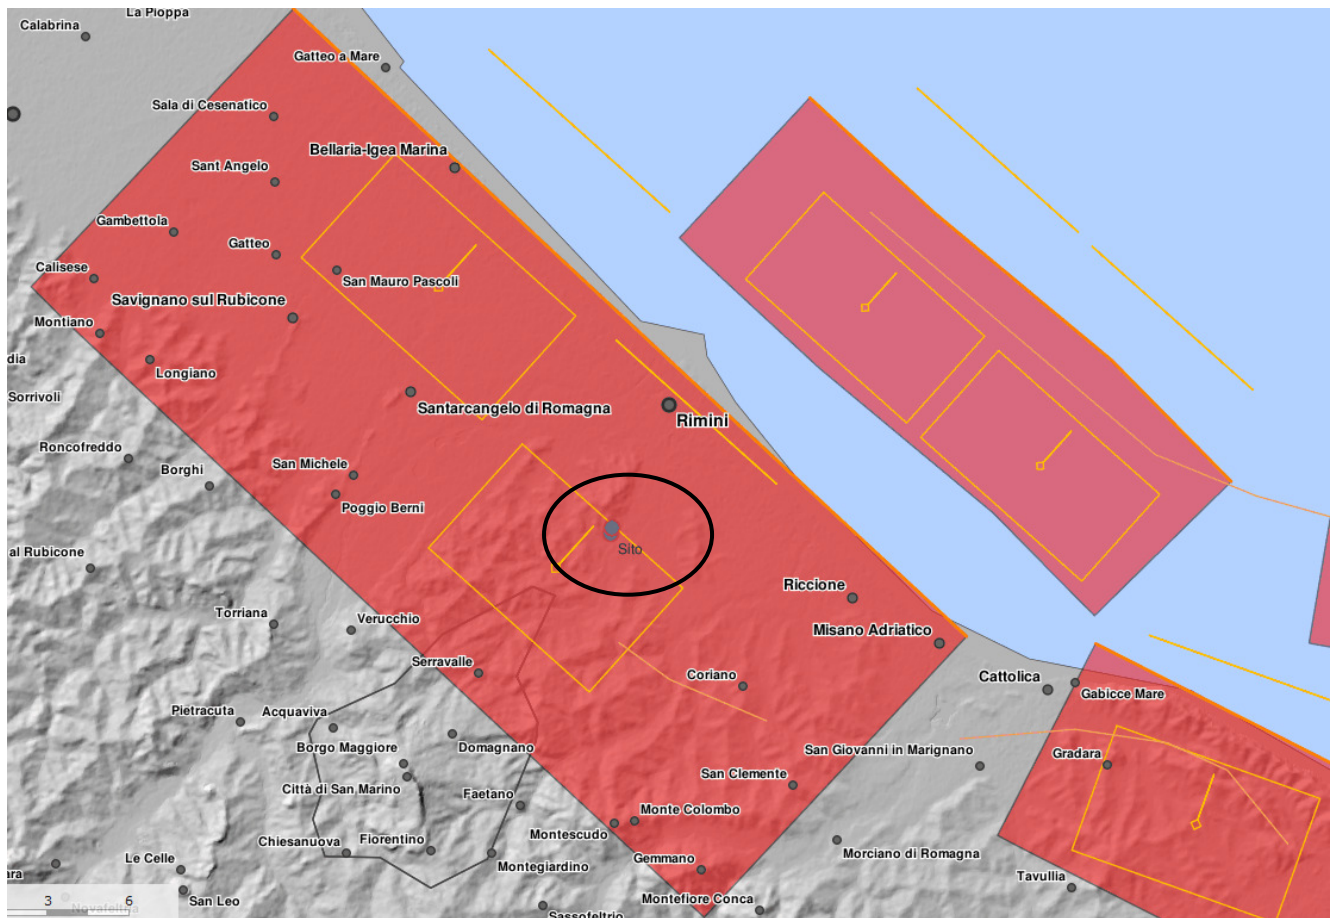 La Pioppa
Calabrina
Gatteo a Mare
Sala di Cesenatico
Bellaria-Igea Marina
Sant Angelo
Gambettola
Gatteo
Calisese
San Mauro Pascoli
Savignano sul Rubicone
Montiano
dia
Longiano
Sorrivoli
Santarcangelo di Romagna
Rimini
Roncofreddo
San Michele
Borghi
Poggio Berni
al Rubicone
Sito
Riccione
Torriana
Verucchio
Misano Adriatico
Serravalle
Coriano
Cattolica
Gabicce Mare
Pietracuta
Acquaviva
Borgo Maggiore
Domagnano
San Giovanni in Marignano
Gradara
Città di San Marino
San Clemente
Faetano
Monte Colombo
Montescudo
Chiesanuova
Fiorentino
Le Celle
Gemmano
Morciano di Romagna
Montegiardino
ara
Tavullia
San Leo
Montefiore Conca
3 6
Novafeltria
Sassofeltrio